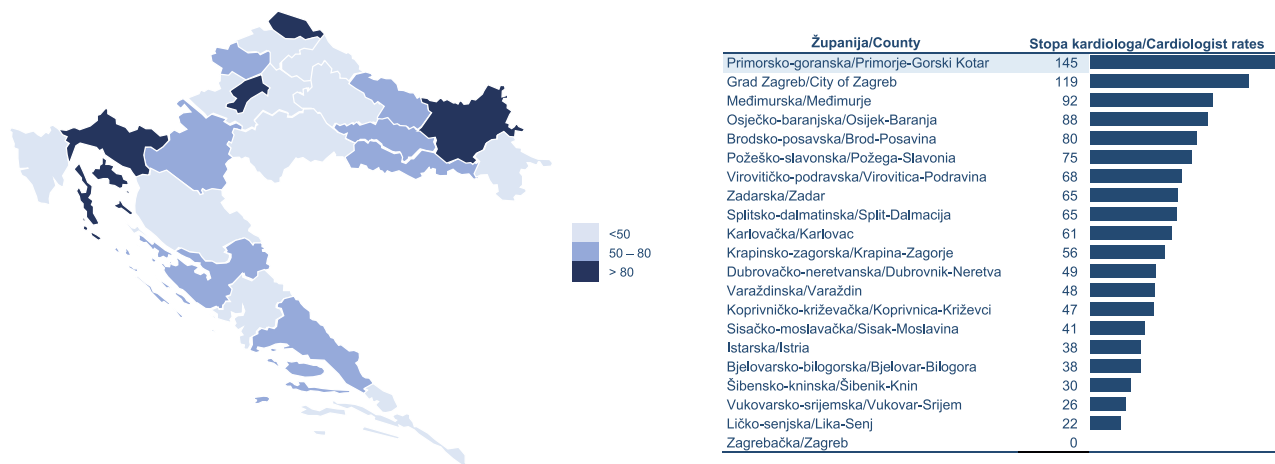 <50
50 – 80
> 80
Županija/County Stopa kardiologa/Cardiologist rates
Primorsko-goranska/Primorje-Gorski Kotar 145
Grad Zagreb/City of Zagreb 119
Međimurska/Međimurje 92
Osječko-baranjska/Osijek-Baranja 88
Brodsko-posavska/Brod-Posavina 80
Požeško-slavonska/Požega-Slavonia 75
Virovitičko-podravska/Virovitica-Podravina 68
Zadarska/Zadar 65
Splitsko-dalmatinska/Split-Dalmacija 65
Karlovačka/Karlovac 61
Krapinsko-zagorska/Krapina-Zagorje 56
Dubrovačko-neretvanska/Dubrovnik-Neretva 49
Varaždinska/Varaždin 48
Koprivničko-križevačka/Koprivnica-Križevci 47
Sisačko-moslavačka/Sisak-Moslavina 41
Istarska/Istria 38
Bjelovarsko-bilogorska/Bjelovar-Bilogora 38
Šibensko-kninska/Šibenik-Knin 30
Vukovarsko-srijemska/Vukovar-Srijem 26
Ličko-senjska/Lika-Senj 22
Zagrebačka/Zagreb 0